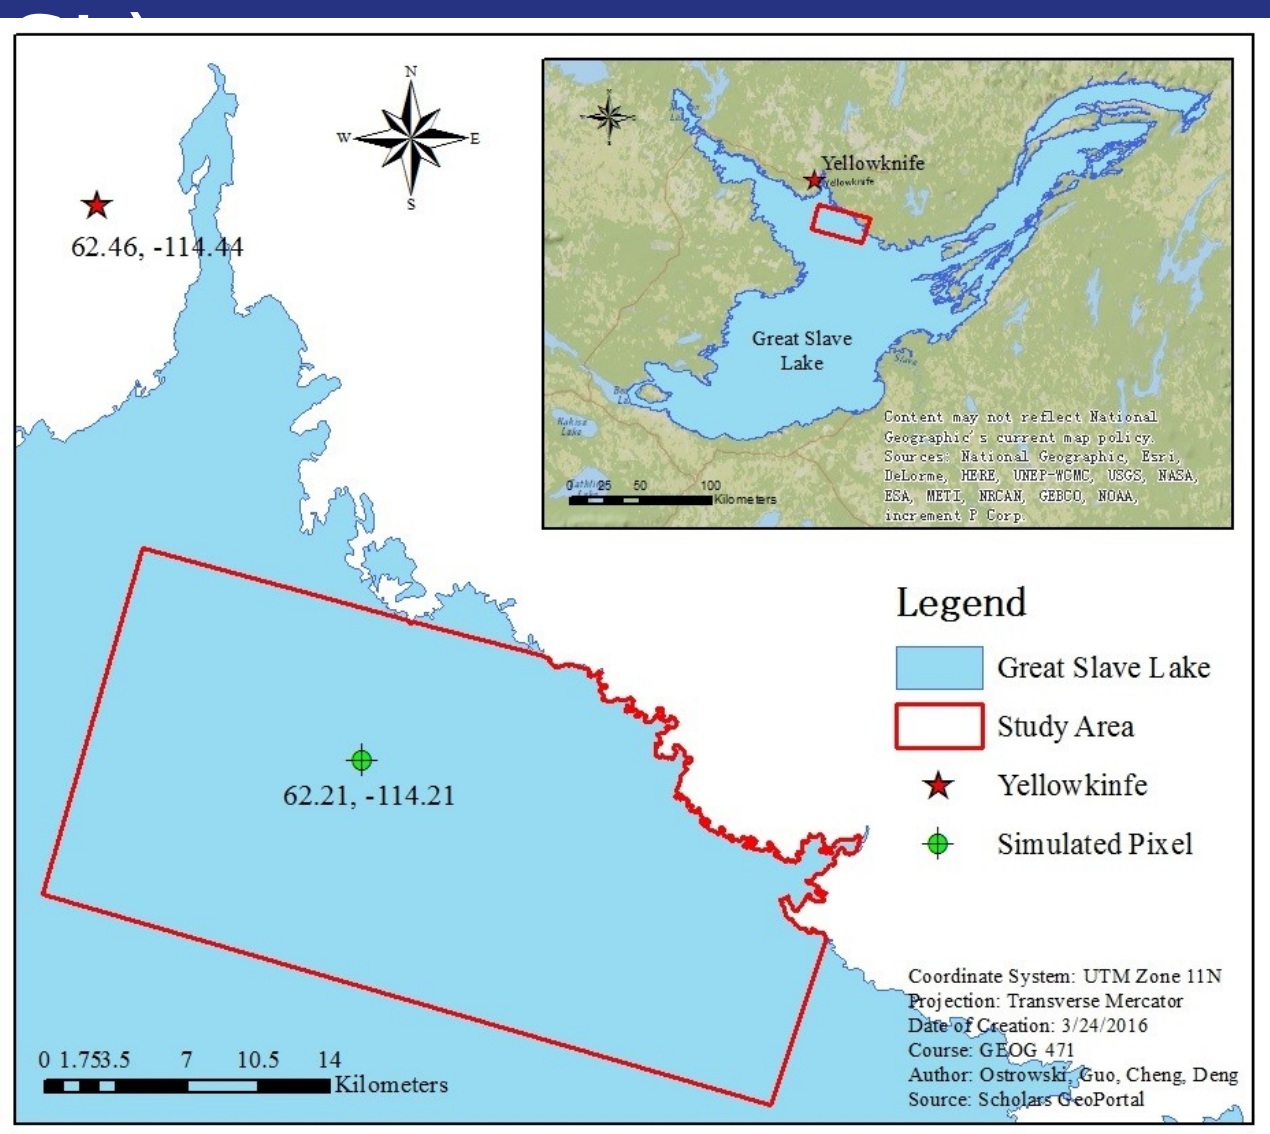 N
W
E
S
62.46, -114.44
N
Yellowknife
Yellowknife
Great Slave
Lake
Kakisa
Lake
Content may not reflect National
Geographic's current map policy.
Sources: National Geographic, Esri,
DeLorme, HERE, UNEP-WCMC, USGS, NASA,
ESA, METI, NRCAN, GEBCO, NOAA,
increment P Corp.
0 25 50 100
Kilometers
62.21, -114.21
Legend
Great Slave Lake
Study Area
Yellowkinfe
Simulated Pixel
Coordinate System: UTM Zone 11N
Projection: Transverse Mercator
Date of Creation: 3/24/2016
Course: GEOG 471
Author: Ostrowski, Guo, Cheng, Deng
Source: Scholars GeoPortal
0 1.75 3.5 7 10.5 14
Kilometers